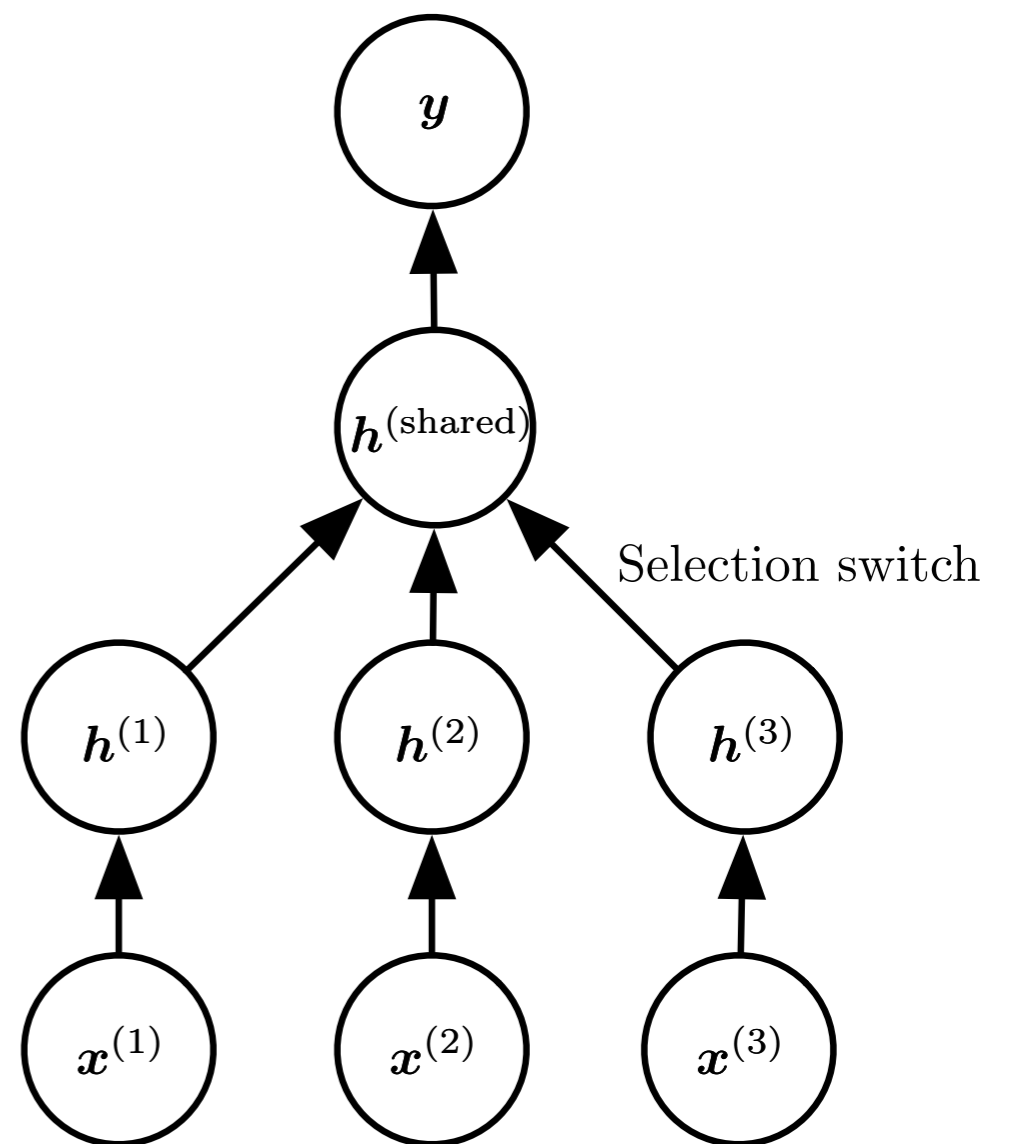 y
h^(shared)
Selection switch
h^(1) h^(2) h^(3)
x^(1) x^(2) x^(3)